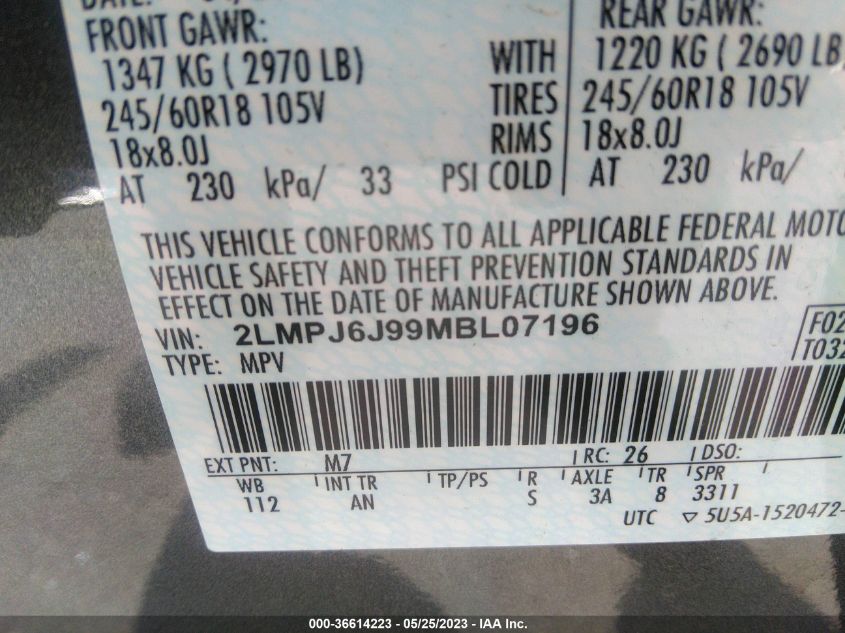 DATE:
FRONT GAWR:
1347 KG ( 2970 LB)
245/60R18 105V
18x8.0J
AT 230 kPa/ 33 PSI COLD
WITH
TIRES
RIMS
REAR GAWR:
1220 KG ( 2690 LB
245/60R18 105V
18x8.0J
AT 230 kPa/
THIS VEHICLE CONFORMS TO ALL APPLICABLE FEDERAL MOTO
VEHICLE SAFETY AND THEFT PREVENTION STANDARDS IN
EFFECT ON THE DATE OF MANUFACTURE SHOWN ABOVE.
VIN: 2LMPJ6J99MBL07196
TYPE: MPV
F02
T032
EXT PNT: M7 RC: 26 DSO:
WB INT TR TP/PS R AXLE TR SPR
112 AN S 3A 8 3311
UTC ▽ 5U5A-1520472-
000-36614223 - 05/25/2023 - IAA Inc.